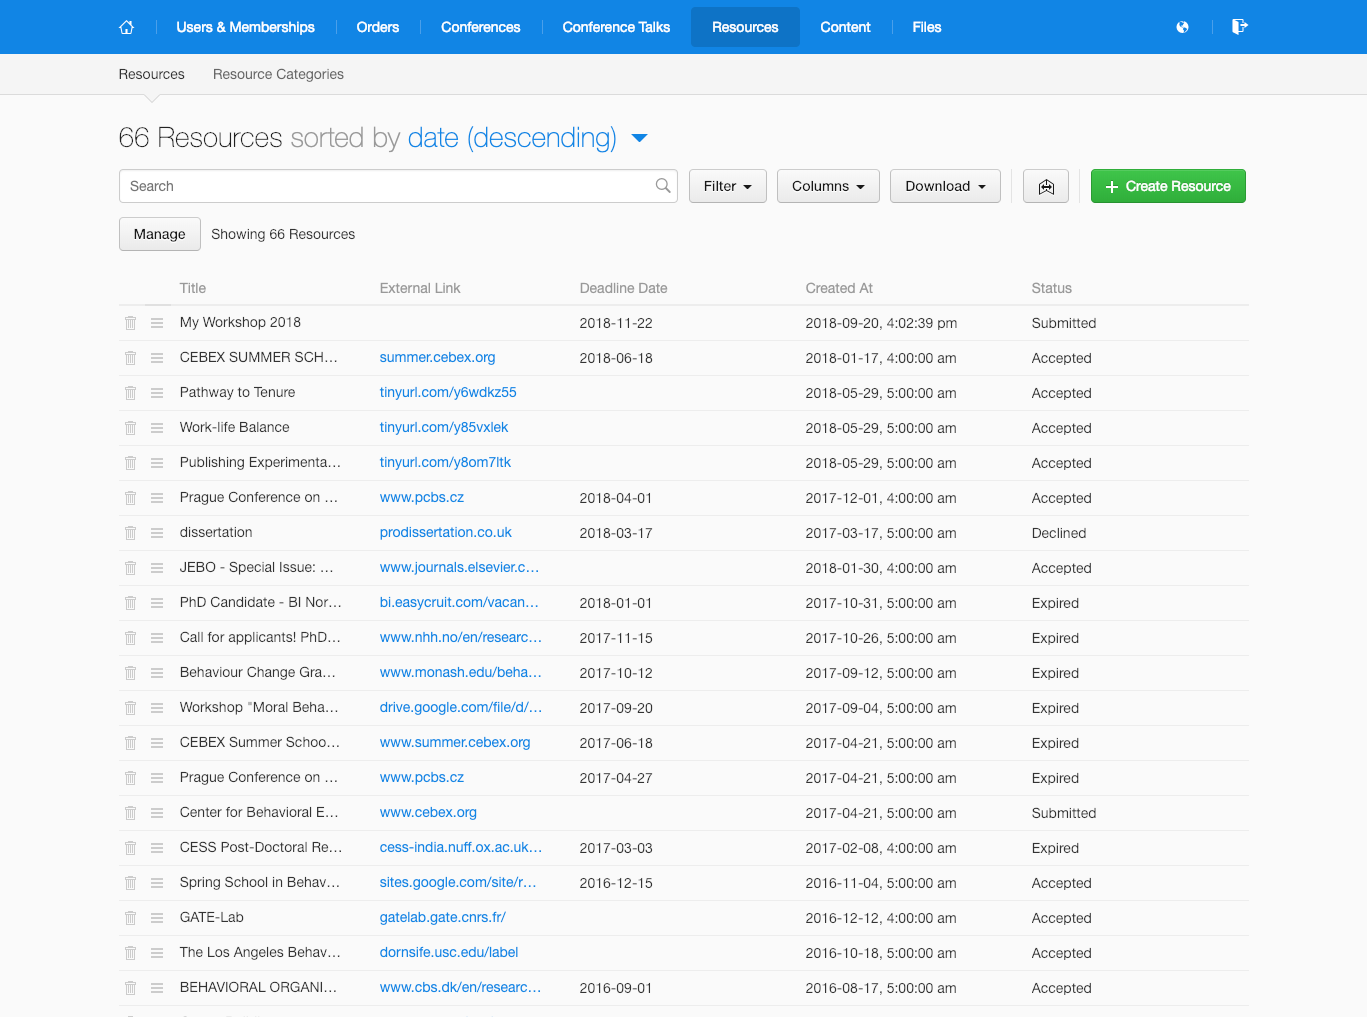 Users & Memberships Orders Conferences Conference Talks Resources Content Files
Resources Resource Categories
66 Resources sorted by date (descending)
Search Filter Columns Download + Create Resource
Manage Showing 66 Resources
Title External Link Deadline Date Created At Status
My Workshop 2018 2018-11-22 2018-09-20, 4:02:39 pm Submitted
CEBEX SUMMER SCH... summer.cebex.org 2018-06-18 2018-01-17, 4:00:00 am Accepted
Pathway to Tenure tinyurl.com/y6wdkz55 2018-05-29, 5:00:00 am Accepted
Work-life Balance tinyurl.com/y85vxlek 2018-05-29, 5:00:00 am Accepted
Publishing Experimenta... tinyurl.com/y8om7ltk 2018-05-29, 5:00:00 am Accepted
Prague Conference on ... www.pcbs.cz 2018-04-01 2017-12-01, 4:00:00 am Accepted
dissertation prodissertation.co.uk 2018-03-17 2017-03-17, 5:00:00 am Declined
JEBO - Special Issue: ... www.journals.elsevier.c... 2018-01-30, 4:00:00 am Accepted
PhD Candidate - BI Nor... bi.easycruit.com/vacan... 2018-01-01 2017-10-31, 5:00:00 am Expired
Call for applicants! PhD... www.nhh.no/en/researc... 2017-11-15 2017-10-26, 5:00:00 am Expired
Behaviour Change Gra... www.monash.edu/beha... 2017-10-12 2017-09-12, 5:00:00 am Expired
Workshop "Moral Beha... drive.google.com/file/d/... 2017-09-20 2017-09-04, 5:00:00 am Expired
CEBEX Summer Schoo... www.summer.cebex.org 2017-06-18 2017-04-21, 5:00:00 am Expired
Prague Conference on ... www.pcbs.cz 2017-04-27 2017-04-21, 5:00:00 am Expired
Center for Behavioral E... www.cebex.org 2017-04-21, 5:00:00 am Submitted
CESS Post-Doctoral Re... cess-india.nuff.ox.ac.uk... 2017-03-03 2017-02-08, 4:00:00 am Expired
Spring School in Behav... sites.google.com/site/r... 2016-12-15 2016-11-04, 5:00:00 am Accepted
GATE-Lab gatelab.gate.cnrs.fr/ 2016-12-12, 4:00:00 am Accepted
The Los Angeles Behav... dornsife.usc.edu/label 2016-10-18, 5:00:00 am Accepted
BEHAVIORAL ORGANI... www.cbs.dk/en/researc... 2016-09-01 2016-08-17, 5:00:00 am Accepted